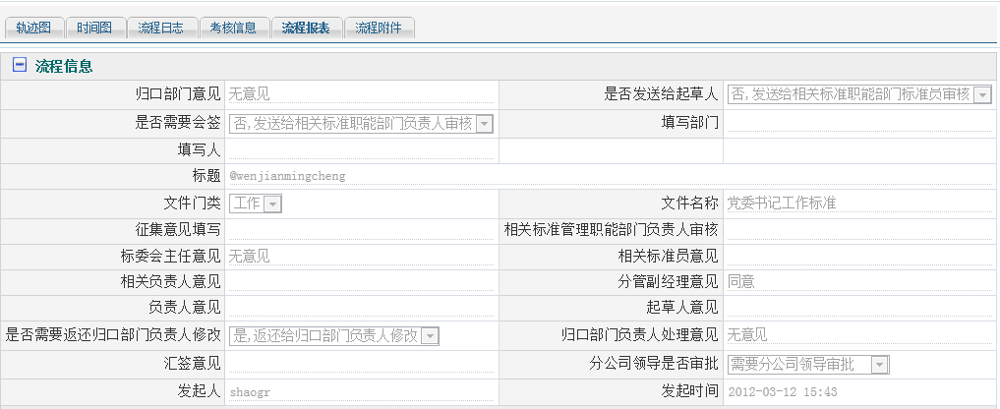 轨迹图 时间图 流程日志 考核信息 流程报表 流程附件
流程信息
归口部门意见 无意见 是否发送给起草人 否,发送给相关标准职能部门标准员审核
是否需要会签 否,发送给相关标准职能部门负责人审核 填写部门
填写人
标题 @wenjianmingcheng
文件门类 工作 文件名称 党委书记工作标准
征集意见填写 相关标准管理职能部门负责人审核
标委会主任意见 无意见 相关标准员意见
相关负责人意见 分管副经理意见 同意
负责人意见 起草人意见
是否需要返还归口部门负责人修改 是,返还给归口部门负责人修改 归口部门负责人处理意见 无意见
汇签意见 分公司领导是否审批 需要分公司领导审批
发起人 shaogr 发起时间 2012-03-12 15:43